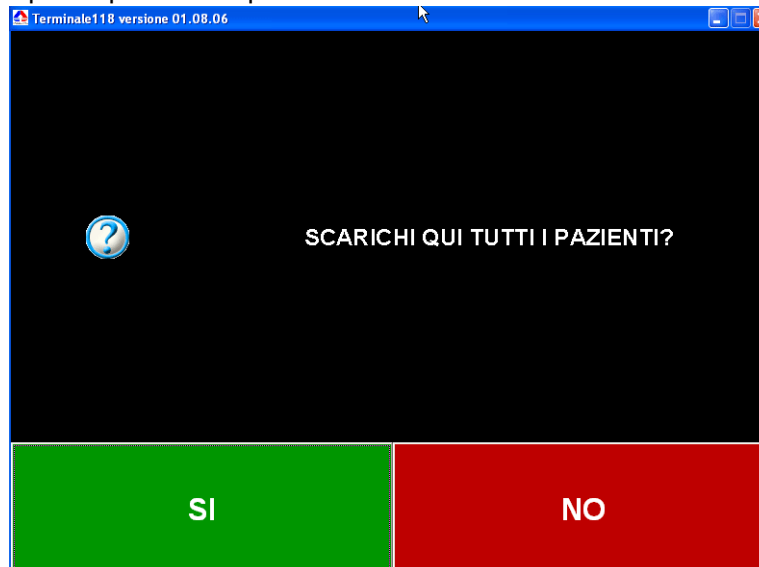 Terminale118 versione 01.08.06
SCARICHI QUI TUTTI I PAZIENTI?
SI
NO